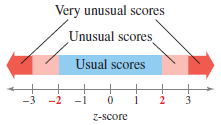 Very unusual scores
Unusual scores
Usual scores
-3 -2 -1 0 1 2 3
z-score